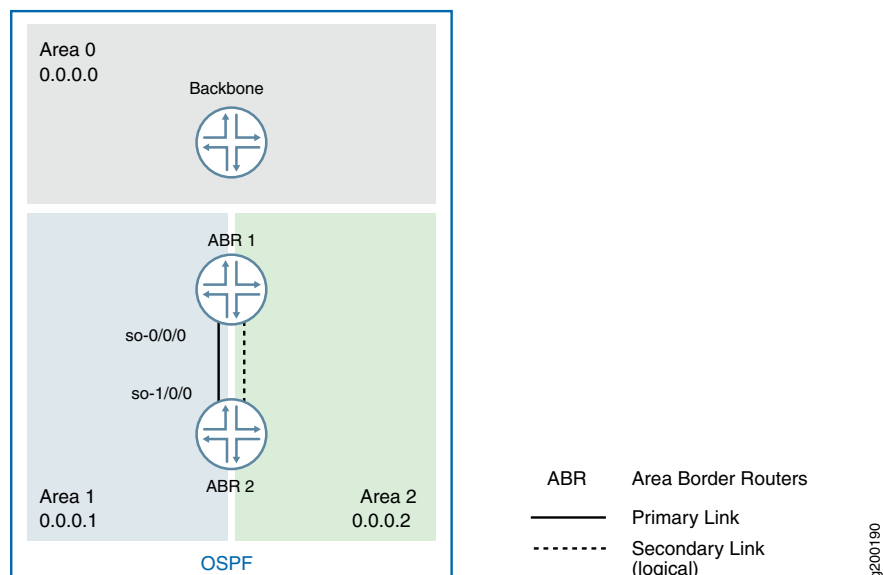 Area 0
0.0.0.0
Backbone
ABR 1
so-0/0/0
so-1/0/0
ABR 2
Area 1
0.0.0.1
Area 2
0.0.0.2
OSPF
ABR Area Border Routers
Primary Link
Secondary Link
(logical)
g200190